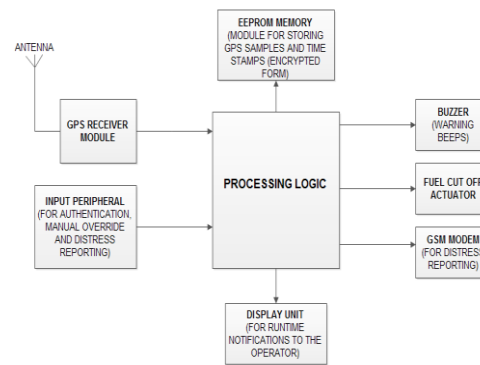 EEPROM MEMORY
(MODULE FOR STORING
GPS SAMPLES AND TIME
STAMPS (ENCRYPTED
FORM)
ANTENNA
GPS RECEIVER
MODULE
BUZZER
(WARNING
BEEPS)
PROCESSING LOGIC
FUEL CUT OFF
ACTUATOR
INPUT PERIPHERAL
(FOR AUTHENTICATION,
MANUAL OVERRIDE
AND DISTRESS
REPORTING)
GSM MODEM
(FOR DISTRESS
REPORTING)
DISPLAY UNIT
(FOR RUNTIME
NOTIFICATIONS TO THE
OPERATOR)